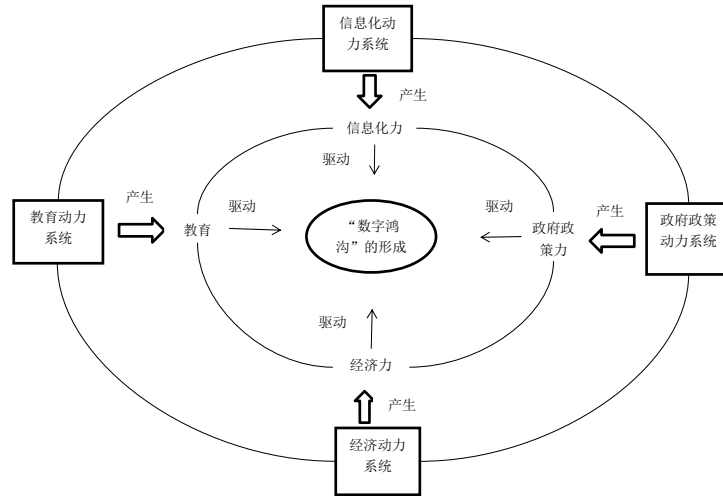 信息化动
力系统
产生
信息化力
驱动
教育动力
系统
产生
教育
驱动
“数字鸿
沟”的形成
驱动
政府政
策力
产生
政府政策
动力系统
驱动
经济力
产生
经济动力
系统